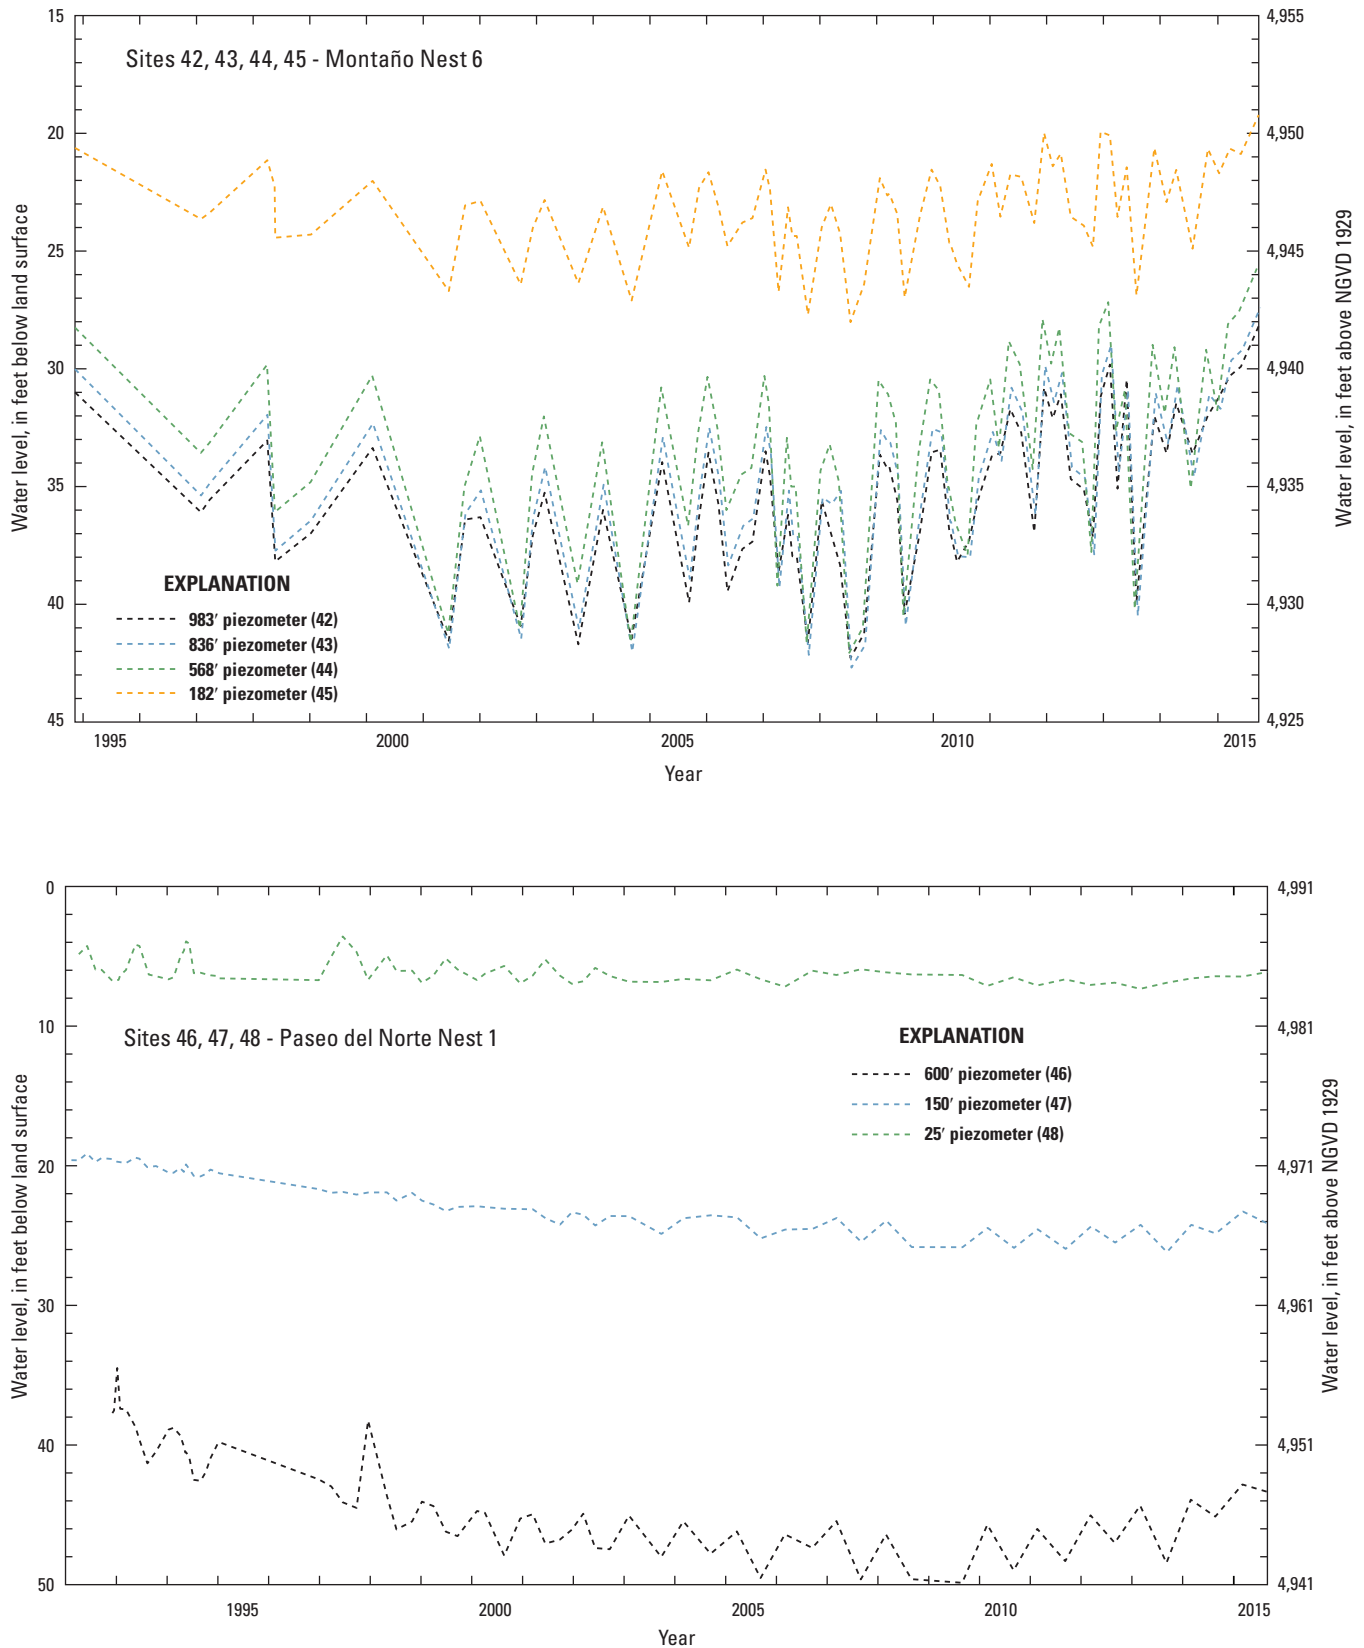 Sites 42, 43, 44, 45 - Montaño Nest 6
15
20
25
30
35
40
45
Water level, in feet below land surface
4,955
4,950
4,945
4,940
4,935
4,930
4,925
Water level, in feet above NGVD 1929
EXPLANATION
983′ piezometer (42)
836′ piezometer (43)
568′ piezometer (44)
182′ piezometer (45)
1995 2000 2005 2010 2015
Year
0
10
20
30
40
50
Water level, in feet below land surface
4,991
4,981
4,971
4,961
4,951
4,941
Water level, in feet above NGVD 1929
Sites 46, 47, 48 - Paseo del Norte Nest 1
EXPLANATION
600′ piezometer (46)
150′ piezometer (47)
25′ piezometer (48)
1995 2000 2005 2010 2015
Year